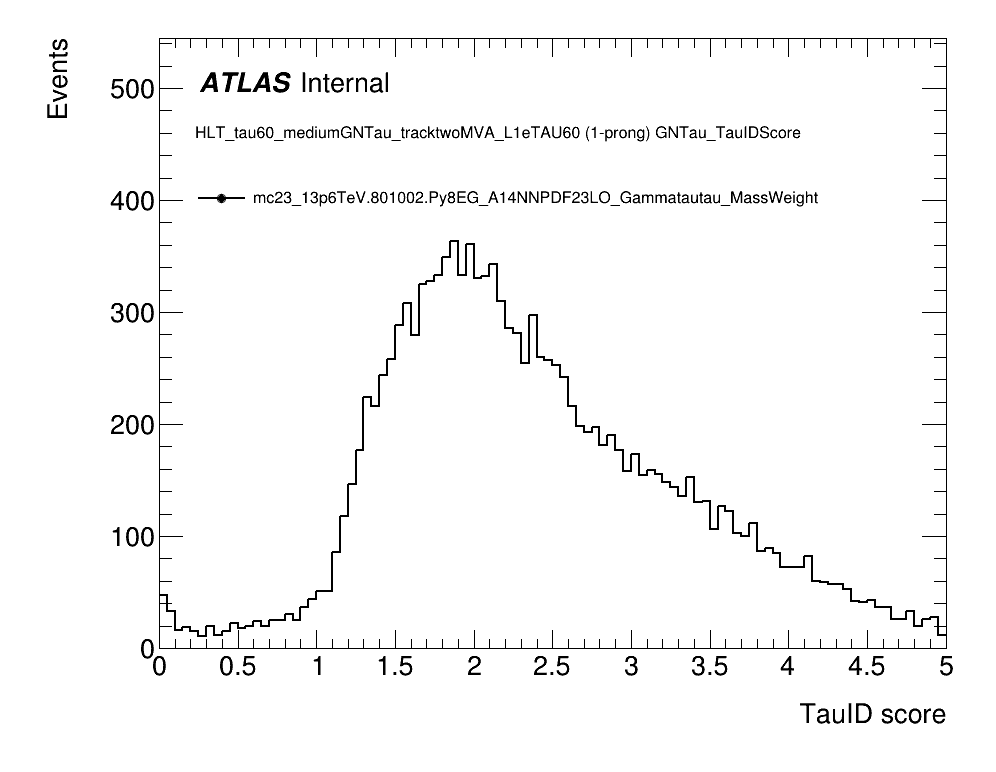 Events
ATLAS Internal
HLT_tau60_mediumGNTau_tracktwoMVA_L1eTAU60 (1-prong) GNTau_TauIDScore
mc23_13p6TeV.801002.Py8EG_A14NNPDF23LO_Gammatautau_MassWeight
500
400
300
200
100
0
0 0.5 1 1.5 2 2.5 3 3.5 4 4.5 5
TauID score